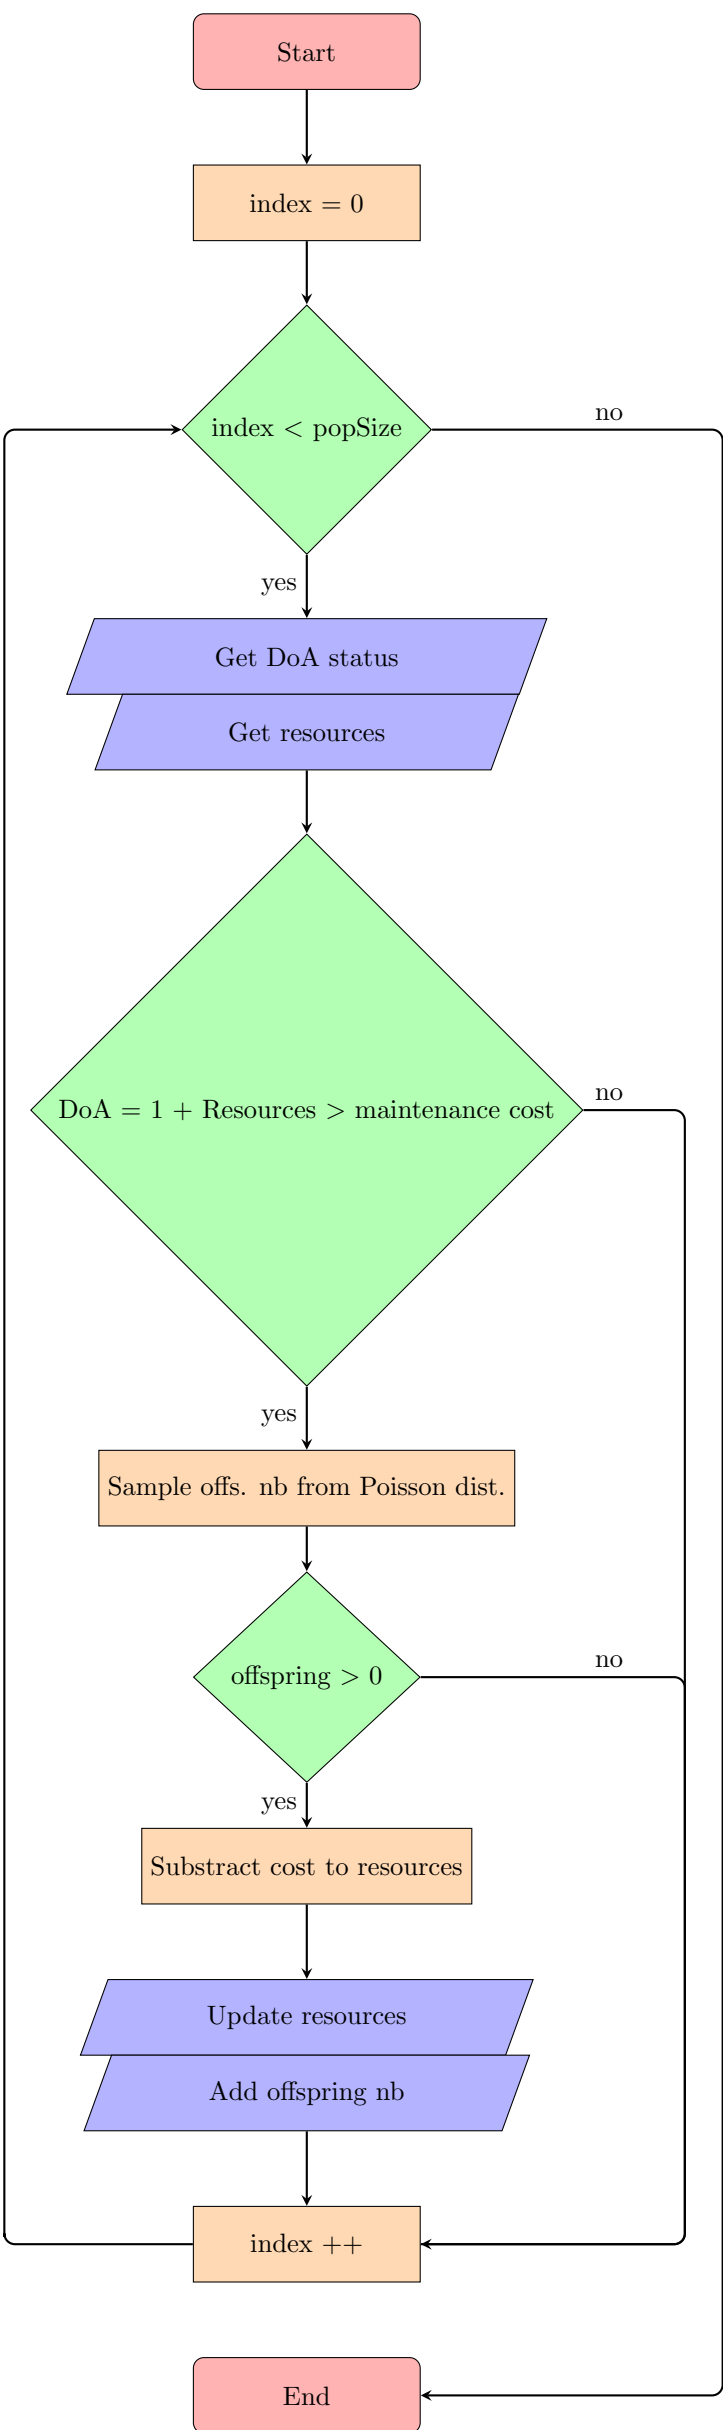 Start
index = 0
index < popSize
no
yes
Get DoA status
Get resources
DoA = 1 + Resources > maintenance cost
no
yes
Sample offs. nb from Poisson dist.
offspring > 0
no
yes
Substract cost to resources
Update resources
Add offspring nb
index ++
End